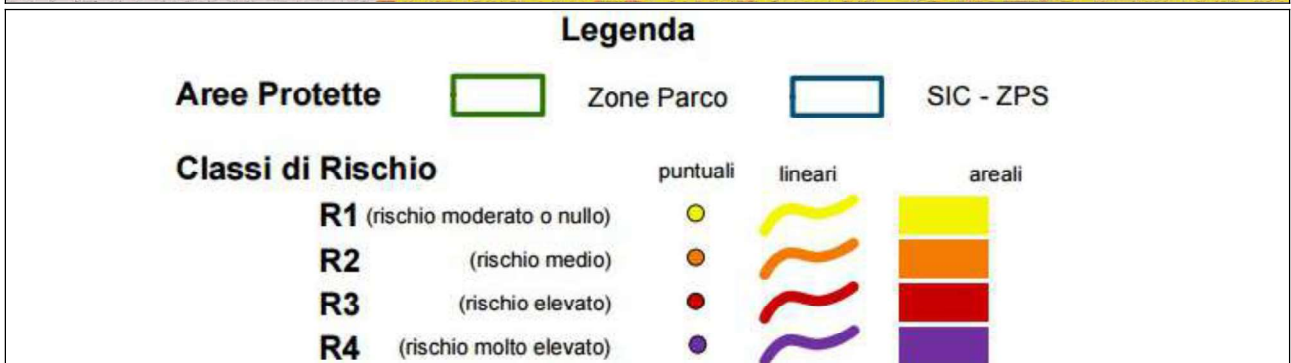 Legenda
Aree Protette Zone Parco SIC - ZPS
Classi di Rischio puntuali lineari areali
R1 (rischio moderato o nullo)
R2 (rischio medio)
R3 (rischio elevato)
R4 (rischio molto elevato)